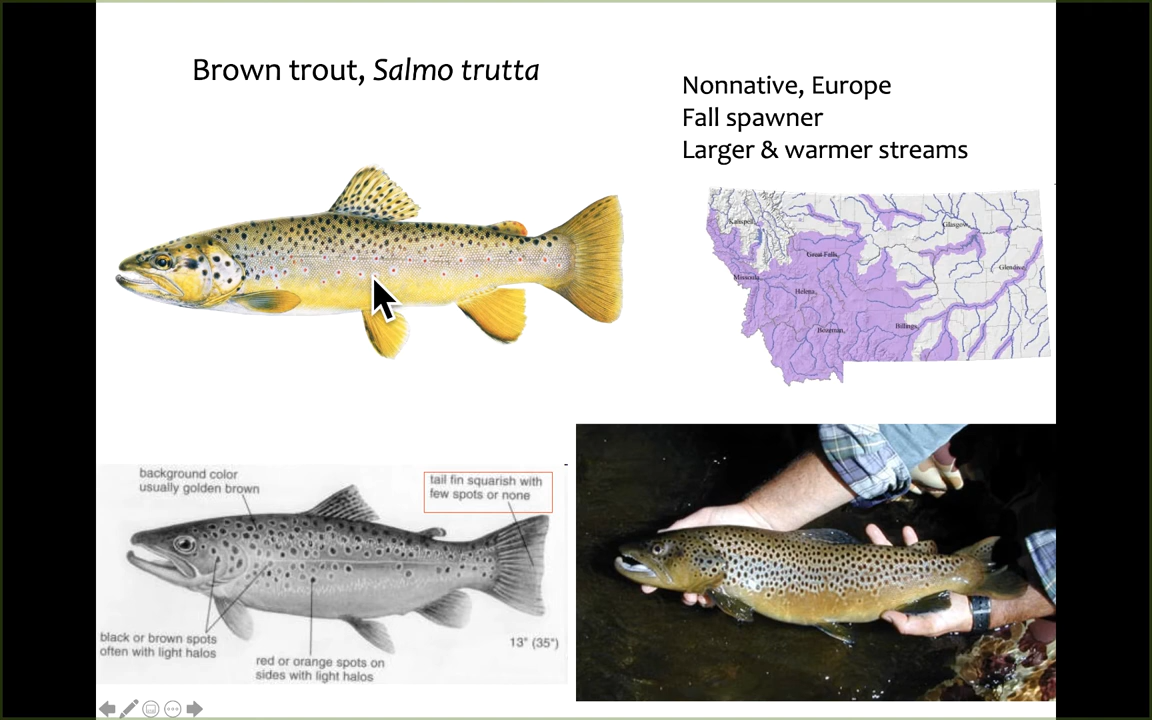 Brown trout, Salmo trutta
Nonnative, Europe
Fall spawner
Larger & warmer streams
Kalispell
Glasgow
Great Falls
Glendive
Missoula
Helena
Bozeman
Billings
background color
usually golden brown
tail fin squarish with
few spots or none
black or brown spots
often with light halos
13" (35")
red or orange spots on
sides with light halos